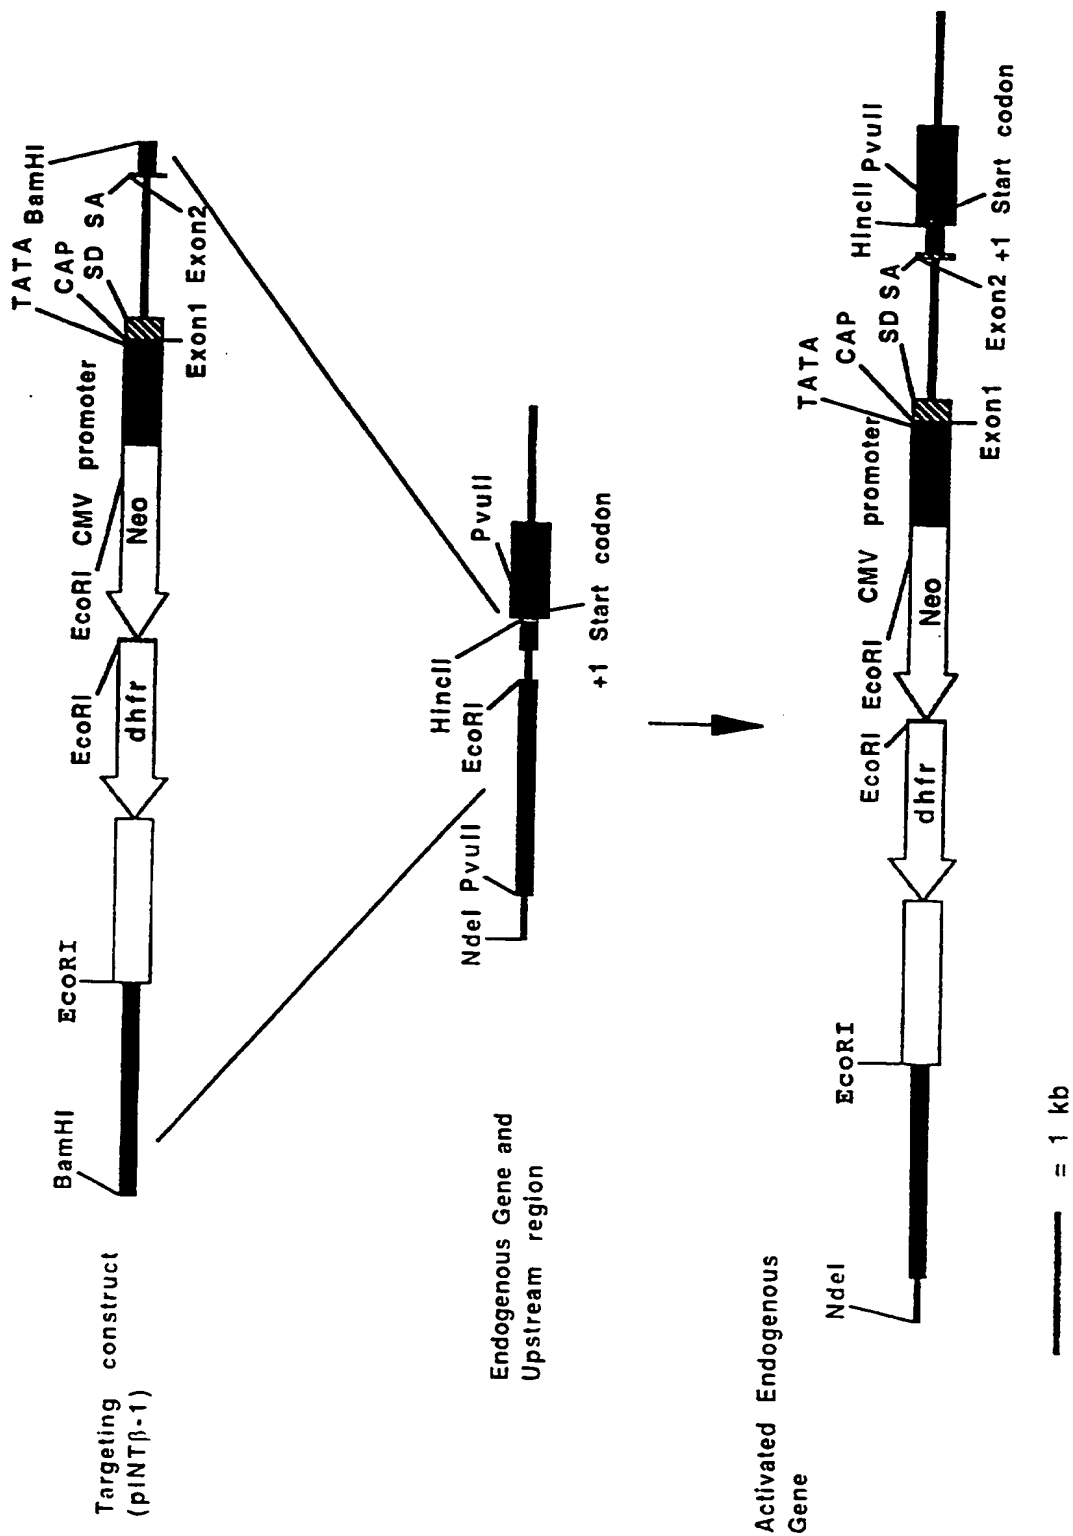 Targeting construct
(pINTβ-1)
BamHI
EcoRI
EcoRI
EcoRI
CMV promoter
TATA
CAP
SD
SA
BamHI
dhfr
Neo
Exon1
Exon2
Endogenous Gene and
Upstream region
NdeI
PvuII
EcoRI
HincII
PvuII
+1 Start codon
Activated Endogenous
Gene
NdeI
EcoRI
EcoRI
EcoRI
CMV promoter
TATA
CAP
SD
SA
HincII
PvuII
dhfr
Neo
Exon1
Exon2
+1 Start codon
= 1 kb